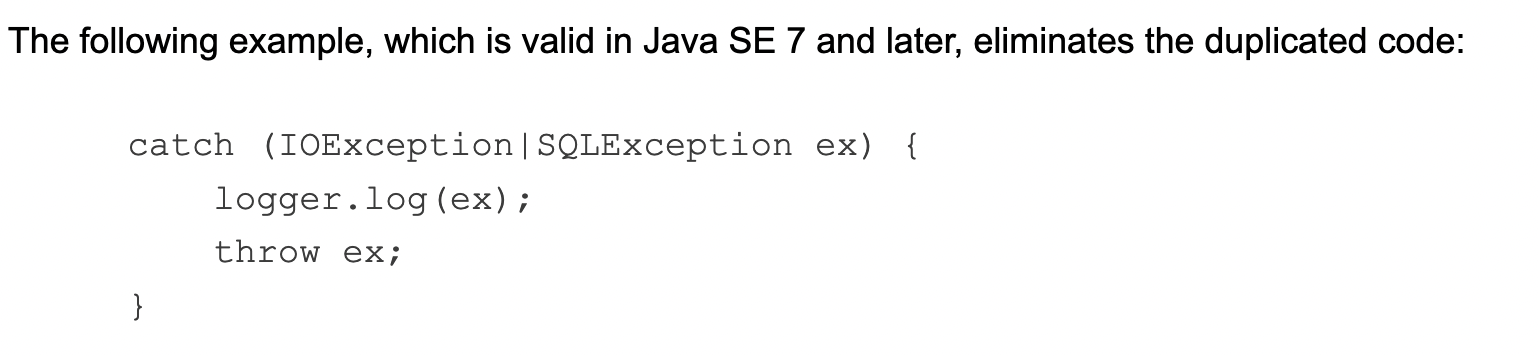 The following example, which is valid in Java SE 7 and later, eliminates the duplicated code:
catch (IOException|SQLException ex) {
    logger.log(ex);
    throw ex;
}